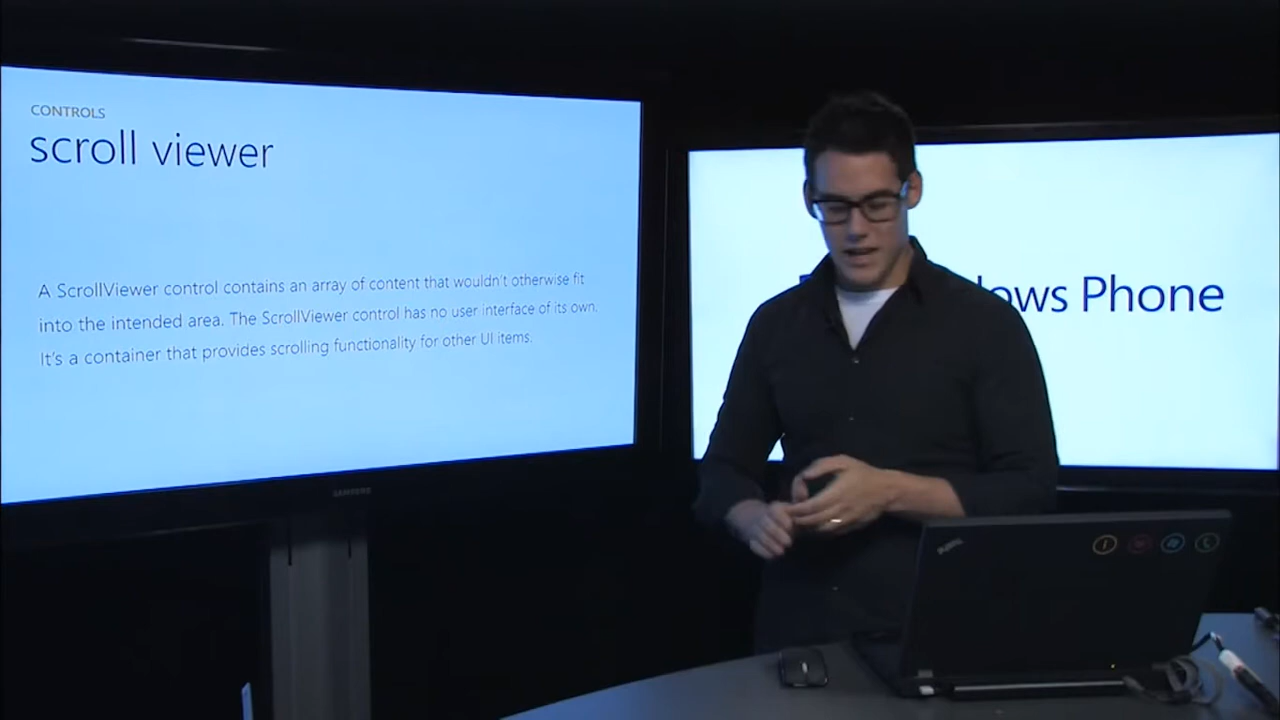 CONTROLS
scroll viewer
A ScrollViewer control contains an array of content that wouldn't otherwise fit
into the intended area. The ScrollViewer control has no user interface of its own.
It's a container that provides scrolling functionality for other UI items.
Phone
SAMSUNG